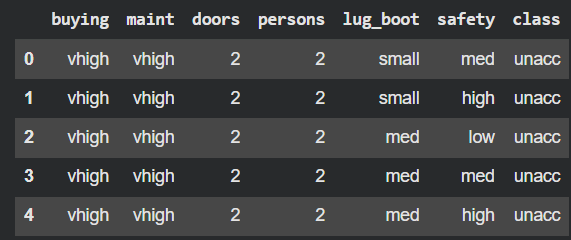 buying maint doors persons lug_boot safety class
0 vhigh vhigh 2 2 small med unacc
1 vhigh vhigh 2 2 small high unacc
2 vhigh vhigh 2 2 med low unacc
3 vhigh vhigh 2 2 med med unacc
4 vhigh vhigh 2 2 med high unacc